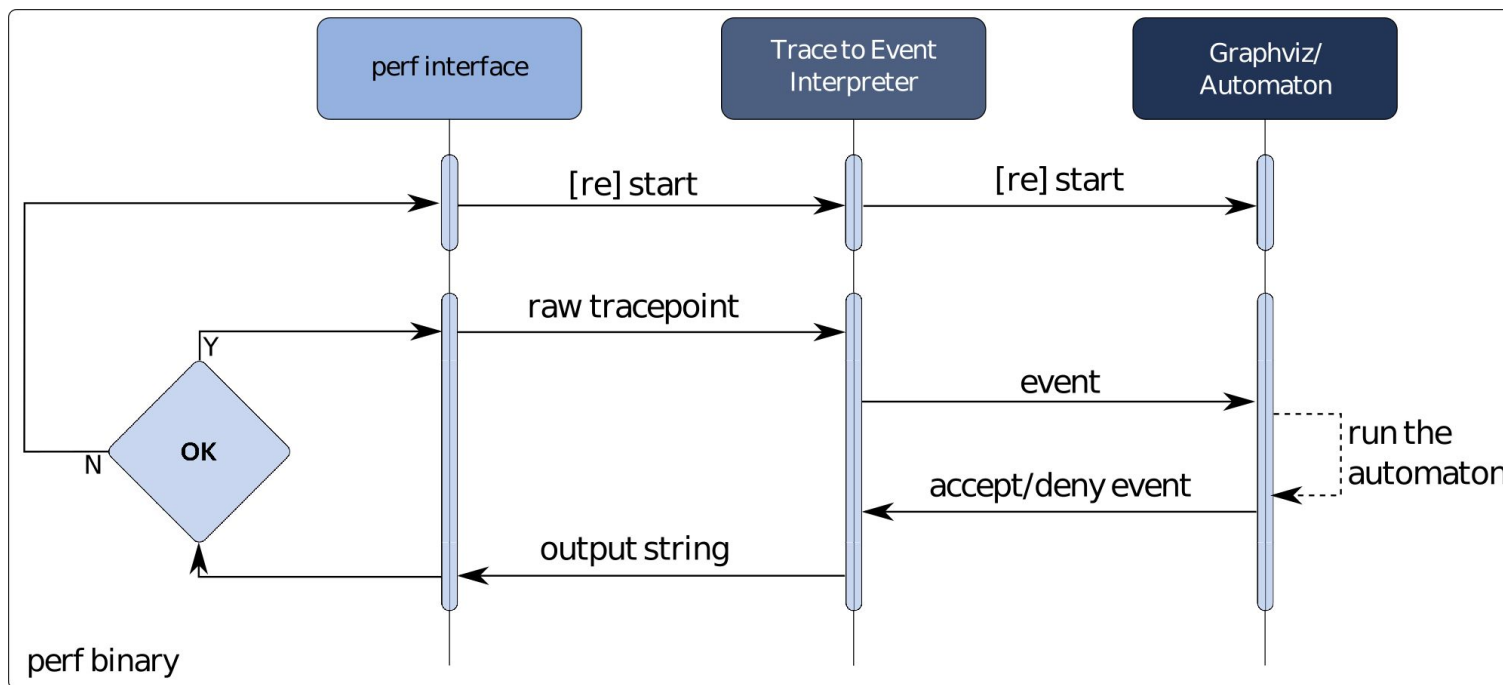 perf interface
Trace to Event
Interpreter
Graphviz/
Automaton
[re] start
[re] start
raw tracepoint
Y
event
OK
N
run the
automaton
accept/deny event
output string
perf binary